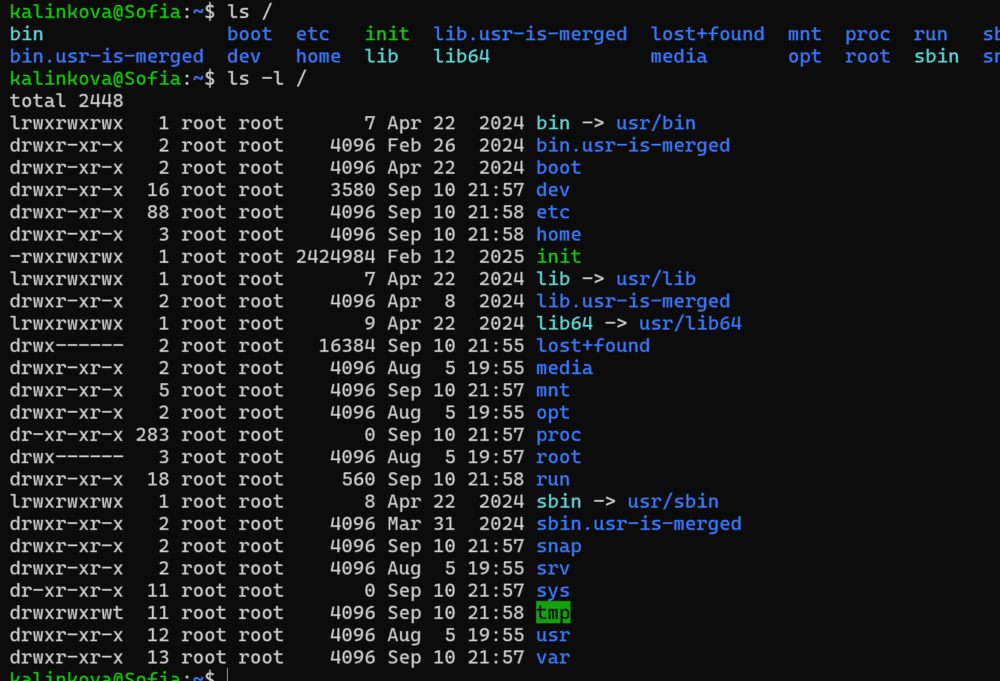 kalinkova@Sofia:~$ ls /
bin                boot  etc   init  lib.usr-is-merged  lost+found  mnt  proc  run
bin.usr-is-merged  dev   home  lib   lib64              media       opt  root  sbin
kalinkova@Sofia:~$ ls -l /
total 2448
lrwxrwxrwx   1 root root       7 Apr 22  2024 bin -> usr/bin
drwxr-xr-x   2 root root    4096 Feb 26  2024 bin.usr-is-merged
drwxr-xr-x   2 root root    4096 Apr 22  2024 boot
drwxr-xr-x  16 root root    3580 Sep 10 21:57 dev
drwxr-xr-x  88 root root    4096 Sep 10 21:58 etc
drwxr-xr-x   3 root root    4096 Sep 10 21:58 home
-rwxrwxrwx   1 root root 2424984 Feb 12  2025 init
lrwxrwxrwx   1 root root       7 Apr 22  2024 lib -> usr/lib
drwxr-xr-x   2 root root    4096 Apr  8  2024 lib.usr-is-merged
lrwxrwxrwx   1 root root       9 Apr 22  2024 lib64 -> usr/lib64
drwx------   2 root root   16384 Sep 10 21:55 lost+found
drwxr-xr-x   2 root root    4096 Aug  5 19:55 media
drwxr-xr-x   5 root root    4096 Sep 10 21:57 mnt
drwxr-xr-x   2 root root    4096 Aug  5 19:55 opt
dr-xr-xr-x 283 root root       0 Sep 10 21:57 proc
drwx------   3 root root    4096 Aug  5 19:57 root
drwxr-xr-x  18 root root     560 Sep 10 21:58 run
lrwxrwxrwx   1 root root       8 Apr 22  2024 sbin -> usr/sbin
drwxr-xr-x   2 root root    4096 Mar 31  2024 sbin.usr-is-merged
drwxr-xr-x   2 root root    4096 Sep 10 21:57 snap
drwxr-xr-x   2 root root    4096 Aug  5 19:55 srv
dr-xr-xr-x  11 root root       0 Sep 10 21:57 sys
drwxrwxrwt  11 root root    4096 Sep 10 21:58 tmp
drwxr-xr-x  12 root root    4096 Aug  5 19:55 usr
drwxr-xr-x  13 root root    4096 Sep 10 21:57 var
kalinkova@Sofia:~$